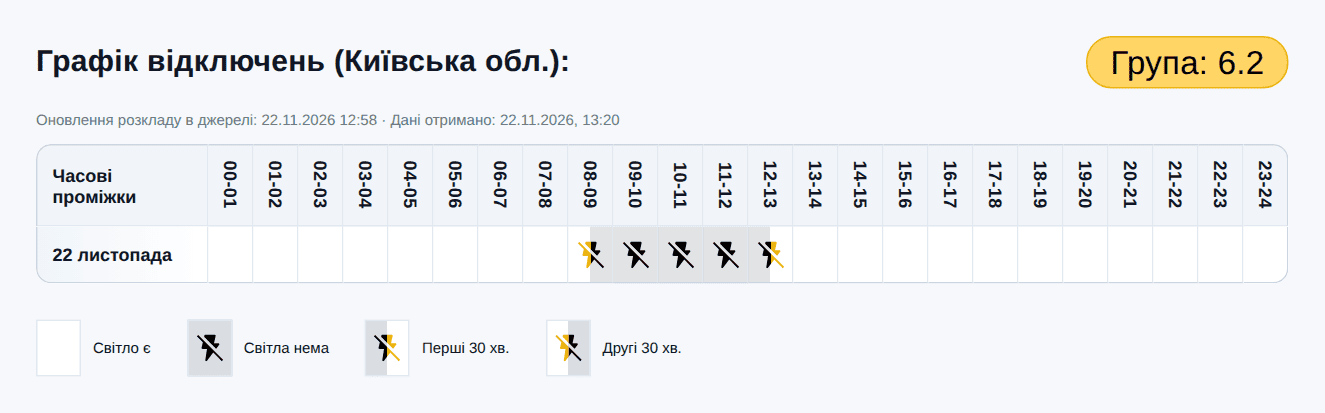 Графік відключень (Київська обл.):
Група: 6.2
Оновлення розкладу в джерелі: 22.11.2026 12:58 · Дані отримано: 22.11.2026, 13:20
Часові
проміжки
00-01
01-02
02-03
03-04
04-05
05-06
06-07
07-08
08-09
09-10
10-11
11-12
12-13
13-14
14-15
15-16
16-17
17-18
18-19
19-20
20-21
21-22
22-23
23-24
22 листопада
Світло є
Світла нема
Перші 30 хв.
Другі 30 хв.